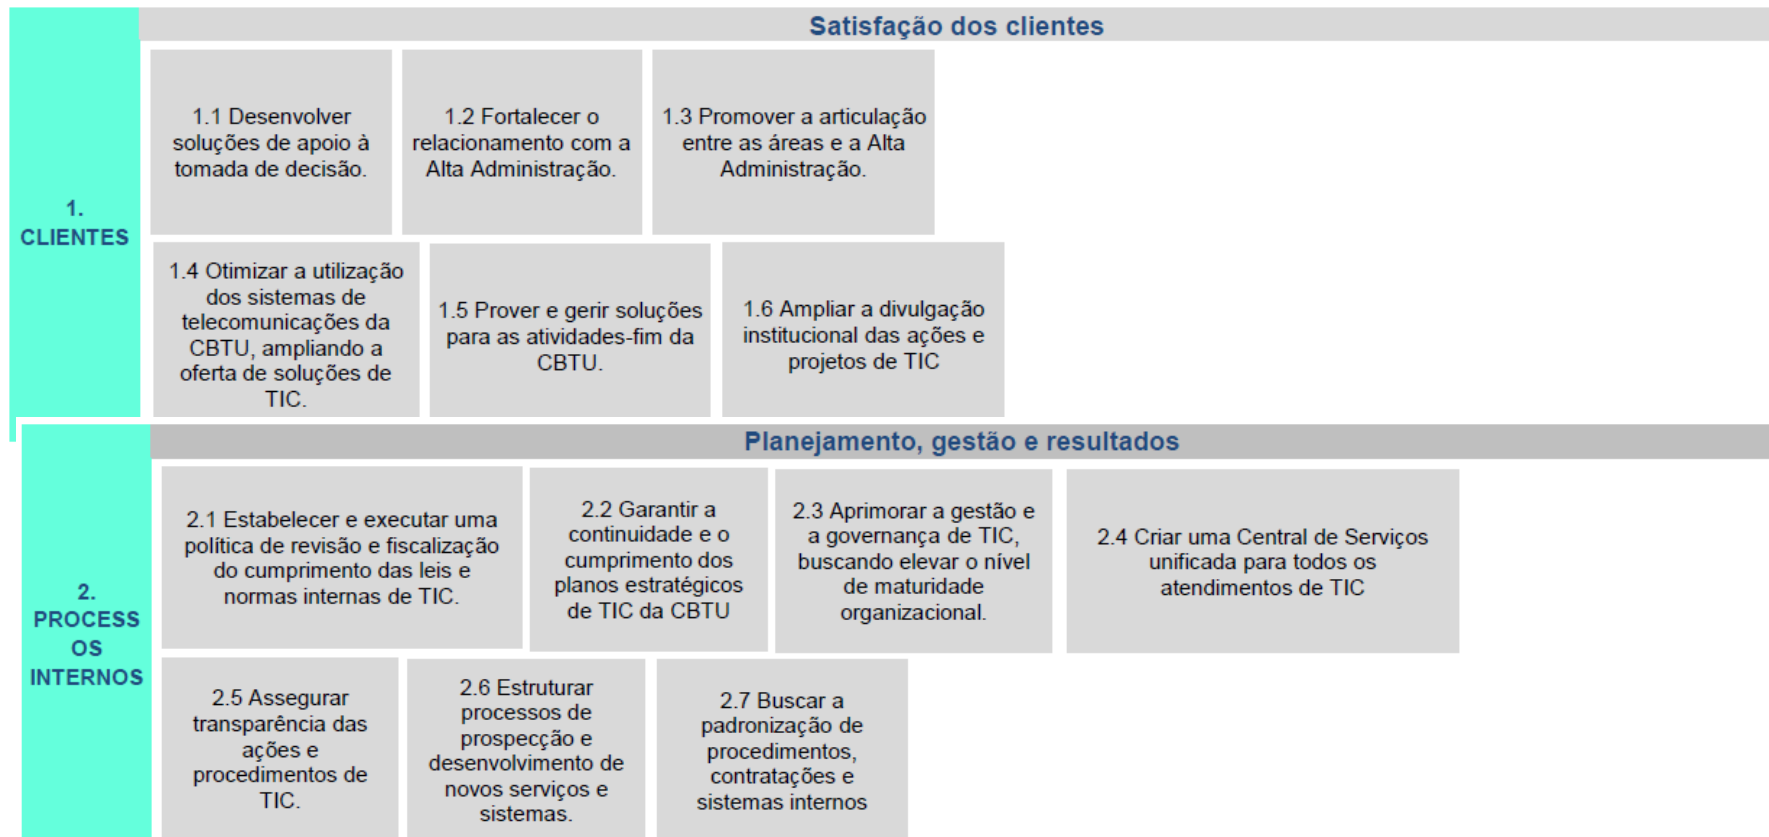 Satisfação dos clientes
1.
CLIENTES
1.1 Desenvolver
soluções de apoio à
tomada de decisão.
1.2 Fortalecer o
relacionamento com a
Alta Administração.
1.3 Promover a articulação
entre as áreas e a Alta
Administração.
1.4 Otimizar a utilização
dos sistemas de
telecomunicações da
CBTU, ampliando a
oferta de soluções de
TIC.
1.5 Prover e gerir soluções
para as atividades-fim da
CBTU.
1.6 Ampliar a divulgação
institucional das ações e
projetos de TIC
Planejamento, gestão e resultados
2.
PROCESS
OS
INTERNOS
2.1 Estabelecer e executar uma
política de revisão e fiscalização
do cumprimento das leis e
normas internas de TIC.
2.2 Garantir a
continuidade e o
cumprimento dos
planos estratégicos
de TIC da CBTU
2.3 Aprimorar a gestão e
a governança de TIC,
buscando elevar o nível
de maturidade
organizacional.
2.4 Criar uma Central de Serviços
unificada para todos os
atendimentos de TIC
2.5 Assegurar
transparência das
ações e
procedimentos de
TIC.
2.6 Estruturar
processos de
prospecção e
desenvolvimento de
novos serviços e
sistemas.
2.7 Buscar a
padronização de
procedimentos,
contratações e
sistemas internos